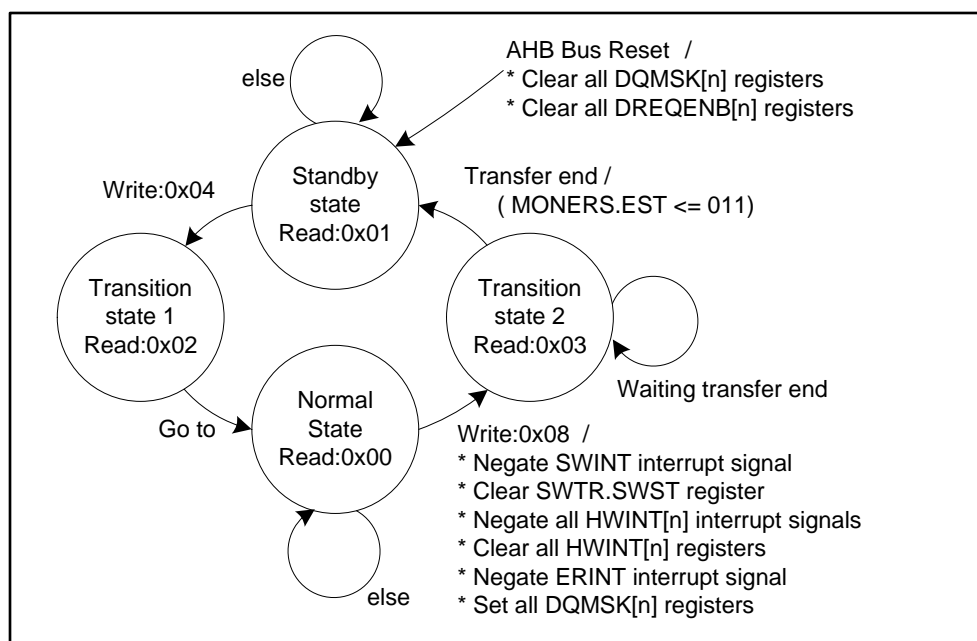 AHB Bus Reset /
* Clear all DQMSK[n] registers
* Clear all DREQENB[n] registers
else
Standby
state
Read:0x01
Write:0x04
Transfer end /
( MONERS.EST <= 011)
Transition
state 1
Read:0x02
Transition
state 2
Read:0x03
Waiting transfer end
Go to
Normal
State
Read:0x00
Write:0x08 /
* Negate SWINT interrupt signal
* Clear SWTR.SWST register
* Negate all HWINT[n] interrupt signals
* Clear all HWINT[n] registers
* Negate ERINT interrupt signal
* Set all DQMSK[n] registers
else